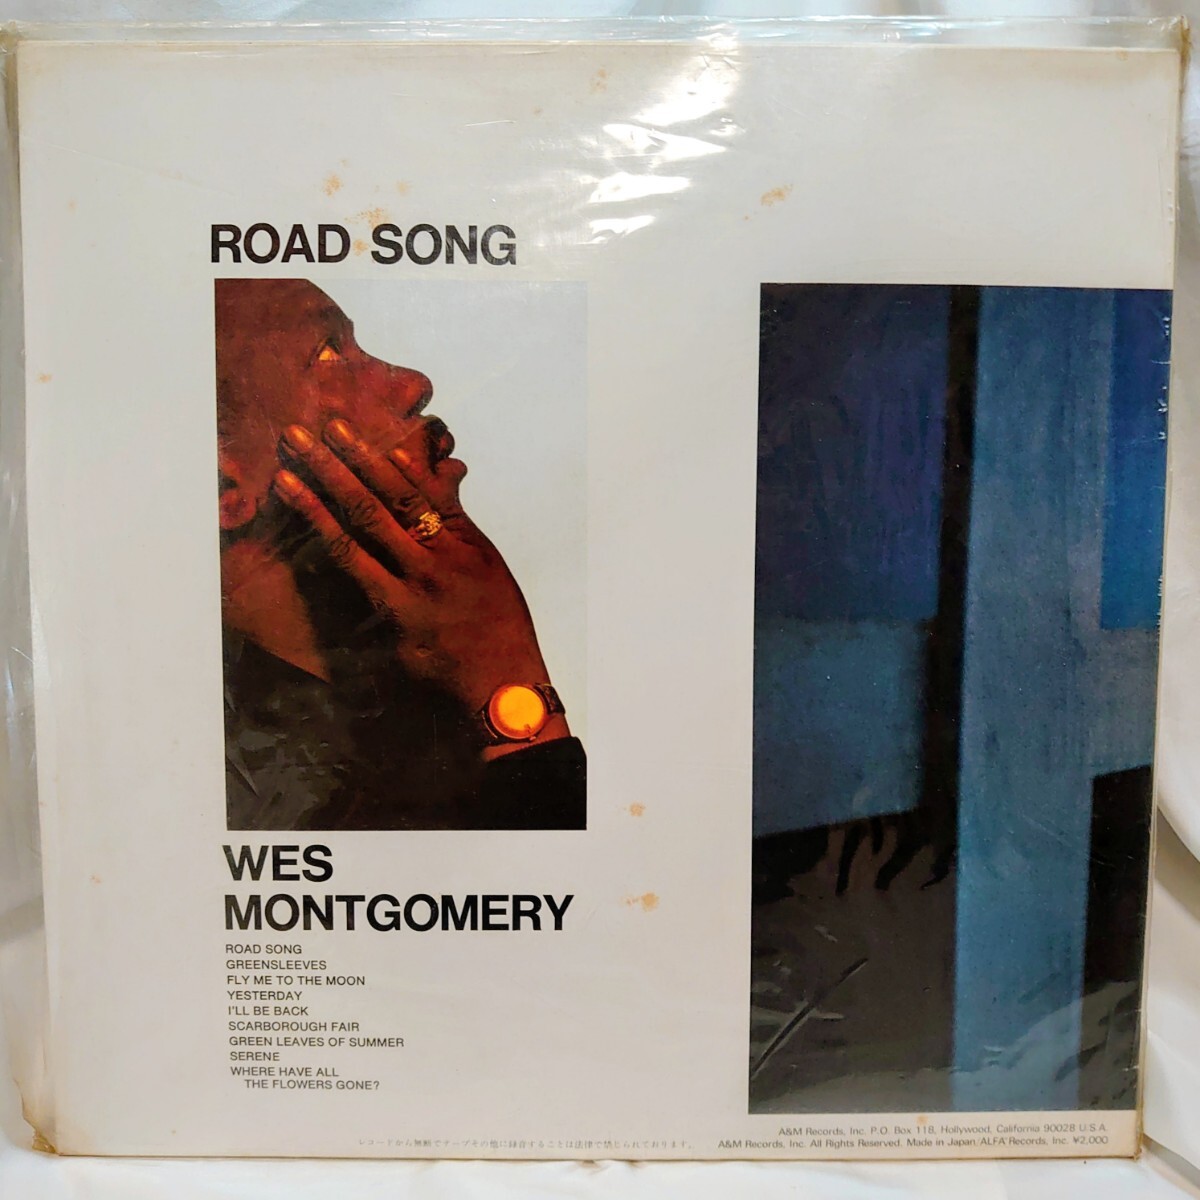 ROAD SONG
WES
MONTGOMERY
ROAD SONG
GREENSLEEVES
FLY ME TO THE MOON
YESTERDAY
I'LL BE BACK
SCARBOROUGH FAIR
GREEN LEAVES OF SUMMER
SERENE
WHERE HAVE ALL
THE FLOWERS GONE?
レコードから無断でテープその他に録音することは法律で禁じられております。
A&M Records, Inc. P.O. Box 118, Hollywood, California 90028 U.S.A.
A&M Records, Inc. All Rights Reserved. Made in Japan/ALFA Records, Inc. ¥2,000